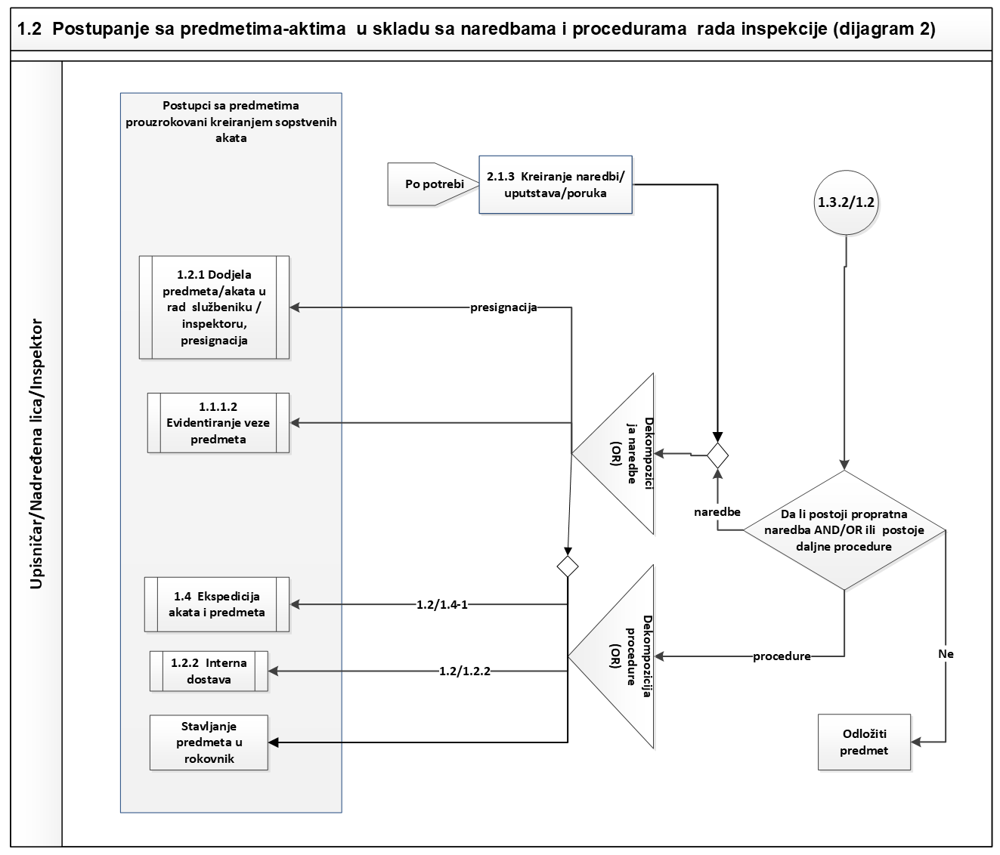 1.2  Postupanje sa predmetima-aktima  u skladu sa naredbama i procedurama  rada inspekcije (dijagram 2)
Upisničar/Nadređena lica/Inspektor
Postupci sa predmetima
prouzrokovani kreiranjem sopstvenih
akata
Po potrebi
2.1.3  Kreiranje naredbi/
uputstava/poruka
1.3.2/1.2
1.2.1 Dodjela
predmeta/akata u
rad  službeniku /
inspektoru,
presignacija
presignacija
1.1.1.2
Evidentiranje veze
predmeta
Dekompozici
ja naredbe
(OR)
naredbe
Da li postoji propratna
naredba AND/OR ili  postoje
daljne procedure
1.4  Ekspedicija
akata i predmeta
1.2/1.4-1
Dekompozicija
procedure
(OR)
procedure
Ne
1.2.2  Interna
dostava
1.2/1.2.2
Stavljanje
predmeta u
rokovnik
Odložiti
predmet